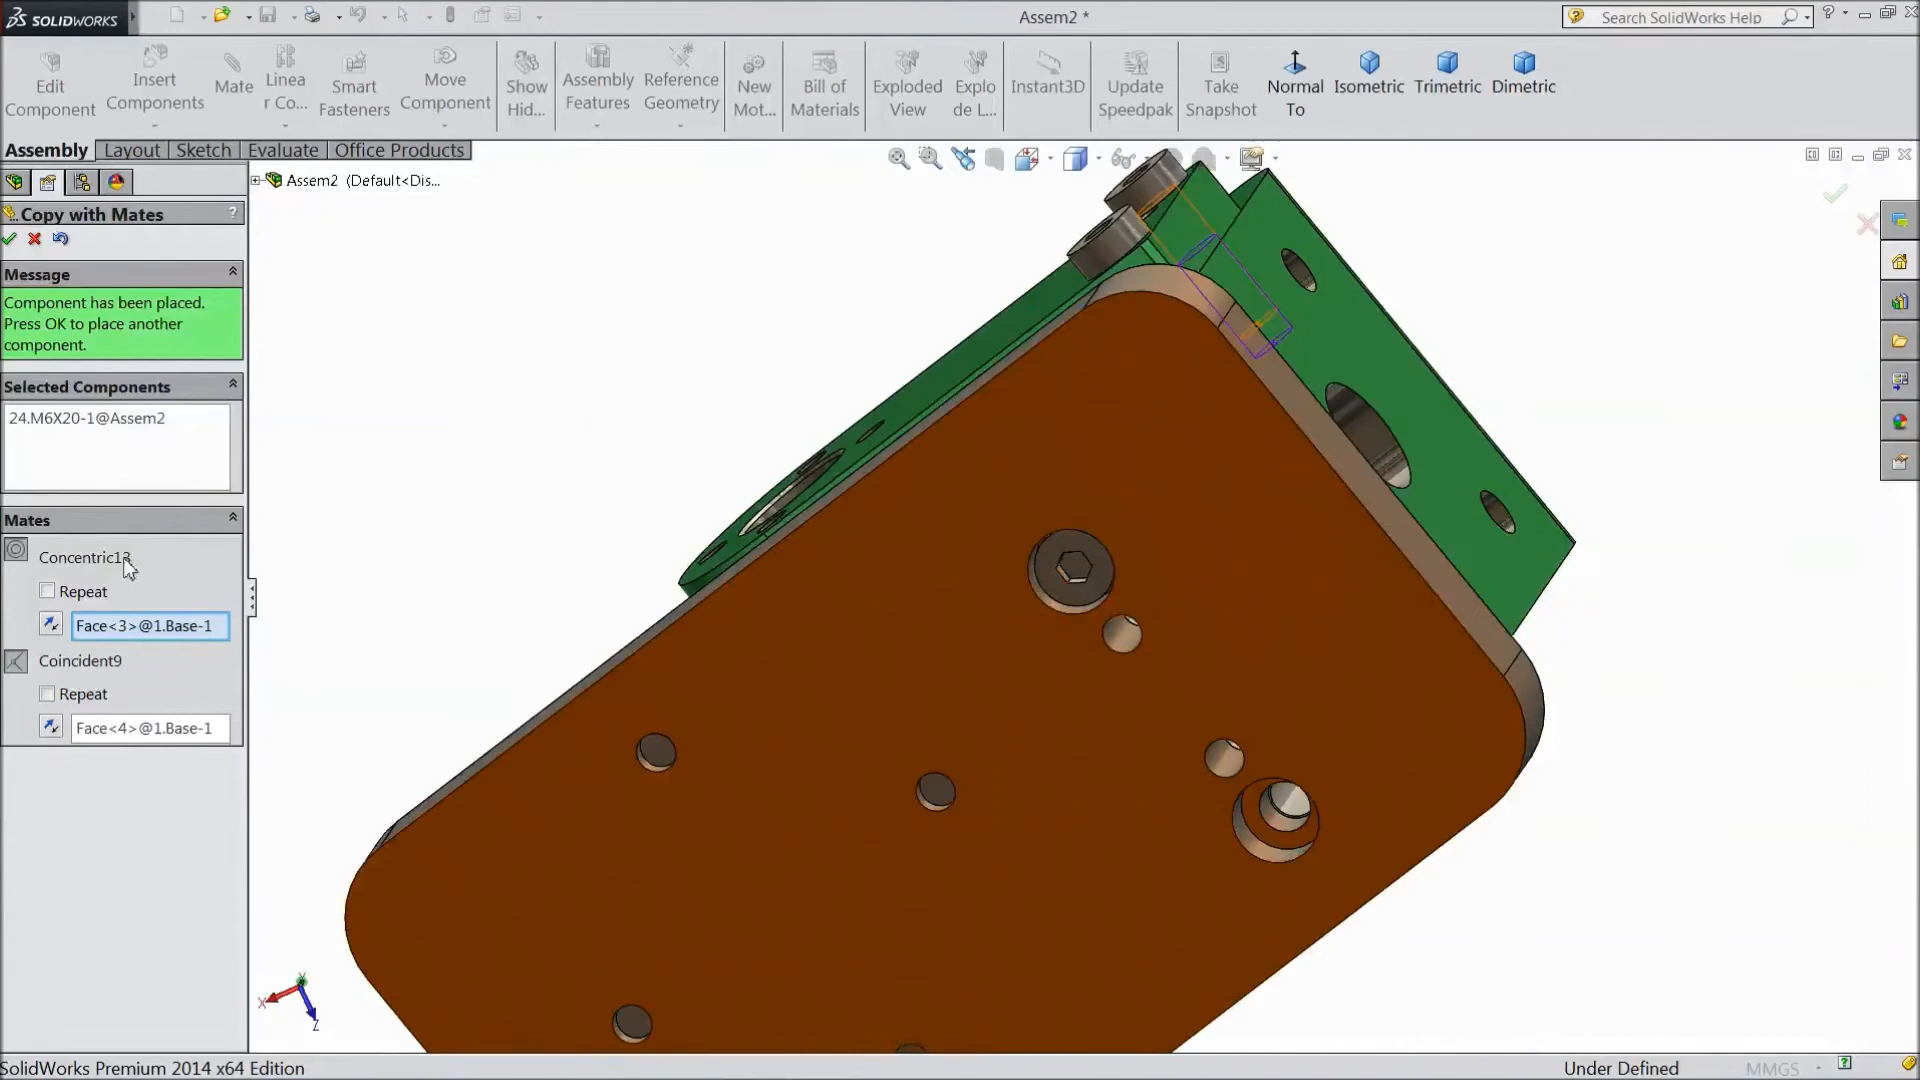 SOLIDWORKS
Assem2 *
Search SolidWorks Help
Edit Component
Insert Components
Mate
Linea r Co...
Smart Fasteners
Move Component
Show Hid...
Assembly Features
Reference Geometry
New Mot...
Bill of Materials
Exploded View
Explo de L...
Instant3D
Update Speedpak
Take Snapshot
Normal To
Isometric
Trimetric
Dimetric
Assembly
Layout
Sketch
Evaluate
Office Products
Assem2 (Default<Dis...
Copy with Mates
?
Message
Component has been placed.
Press OK to place another
component.
Selected Components
24.M6X20-1@Assem2
Mates
Concentric13
Repeat
Face<3>@1.Base-1
Coincident9
Repeat
Face<4>@1.Base-1
Y
X
Z
SolidWorks Premium 2014 x64 Edition
Under Defined
MMGS